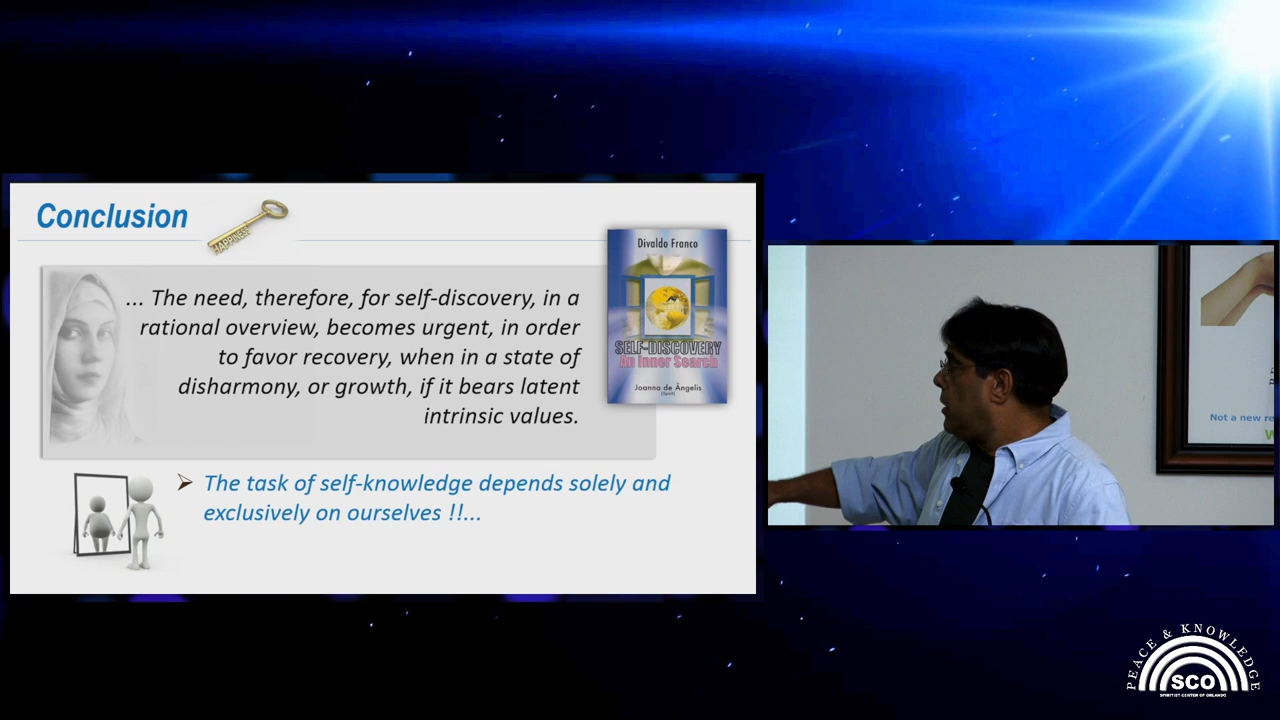 Conclusion
HAPPINESS
... The need, therefore, for self-discovery, in a
rational overview, becomes urgent, in order
to favor recovery, when in a state of
disharmony, or growth, if it bears latent
intrinsic values.
Divaldo Franco
SELF-DISCOVERY
An Inner Search
Joanna de Ângelis
(Spirit)
➢ The task of self-knowledge depends solely and
exclusively on ourselves !!...
Not a new re
W
PEACE & KNOWLEDGE
SCO
SPIRITIST CENTER OF ORLANDO